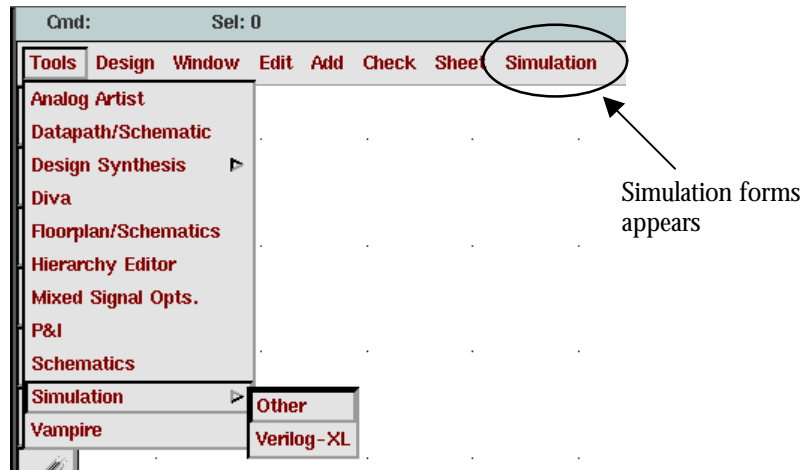 Cmd: Sel: 0
Tools Design Window Edit Add Check Sheet Simulation
Analog Artist
Datapath/Schematic
Design Synthesis
Diva
Floorplan/Schematics
Hierarchy Editor
Mixed Signal Opts.
P&I
Schematics
Simulation
Vampire
Other
Verilog-XL
Simulation forms
appears